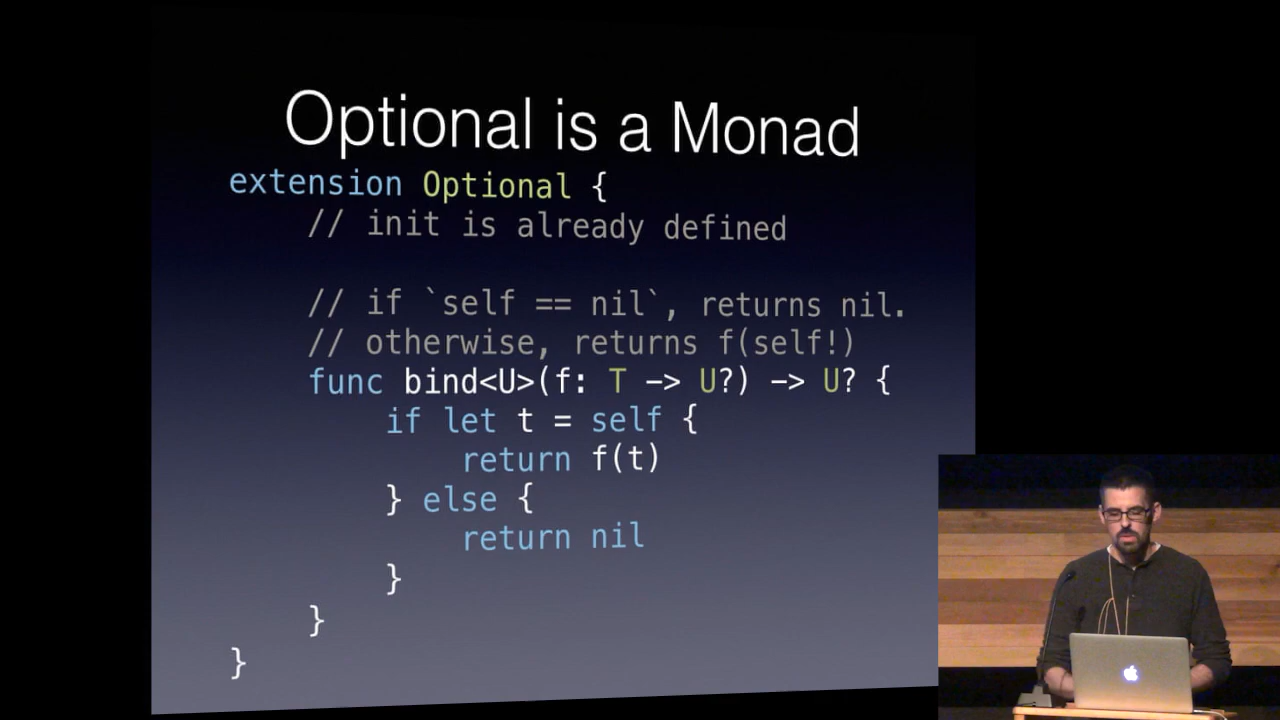 Optional is a Monad
extension Optional {
// init is already defined
// if `self == nil`, returns nil.
// otherwise, returns f(self!)
func bind<U>(f: T -> U?) -> U? {
if let t = self {
return f(t)
} else {
return nil
}
}
}